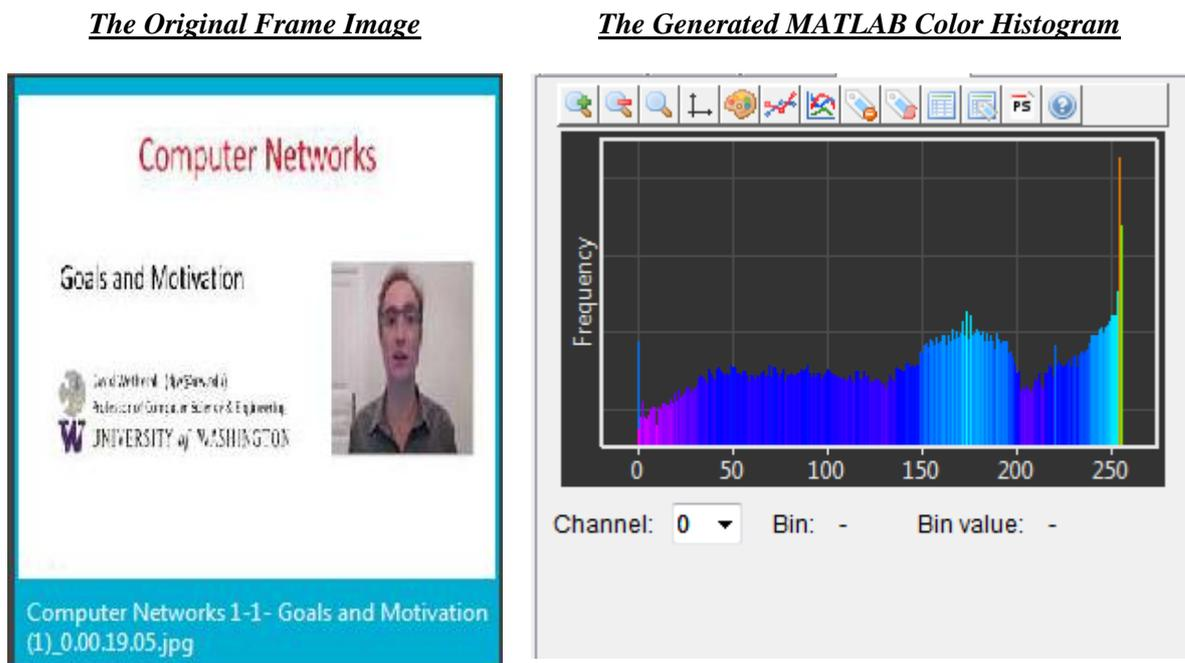 The Original Frame Image
The Generated MATLAB Color Histogram
Computer Networks
Goals and Motivation
David Wetherall
Professor of Computer Science & Engineering
UNIVERSITY of WASHINGTON
W
Computer Networks 1-1- Goals and Motivation
(1)_0.00.19.05.jpg
PS
Frequency
0 50 100 150 200 250
Channel: 0 Bin: - Bin value: -